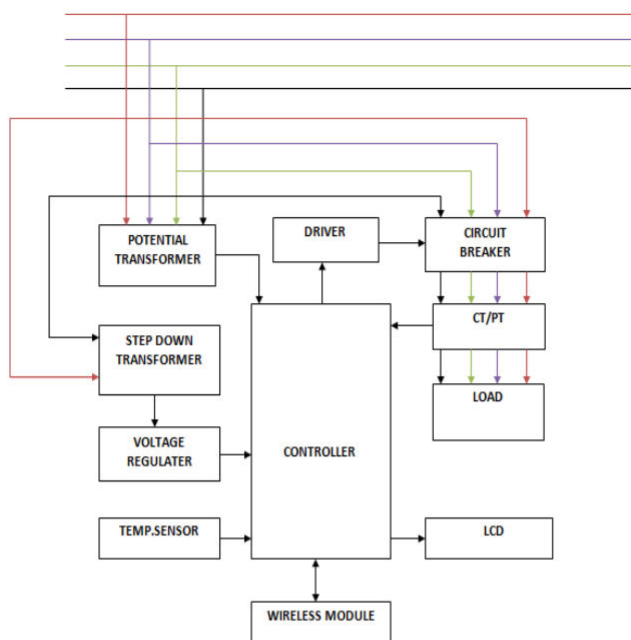 DRIVER
CIRCUIT
BREAKER
POTENTIAL
TRANSFORMER
CT/PT
STEP DOWN
TRANSFORMER
LOAD
VOLTAGE
REGULATER
CONTROLLER
TEMP.SENSOR
LCD
WIRELESS MODULE